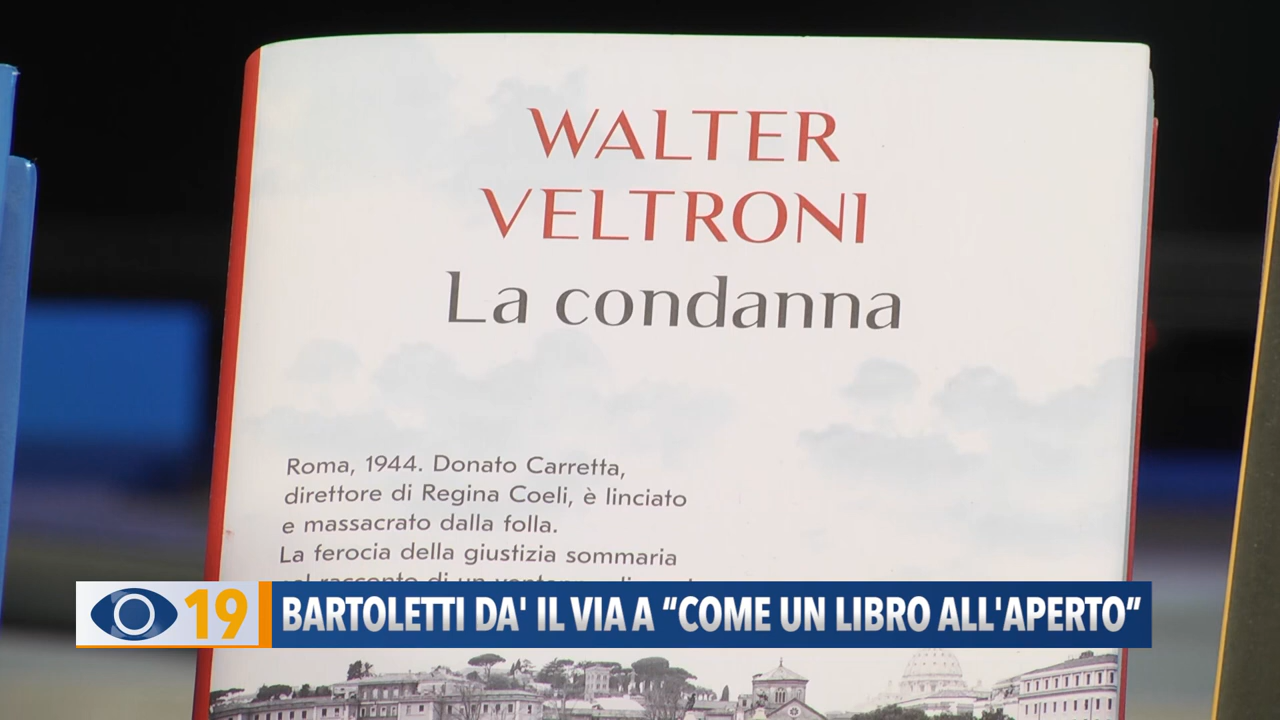 WALTER
VELTRONI
La condanna
Roma, 1944. Donato Carretta,
direttore di Regina Coeli, è linciato
e massacrato dalla folla.
La ferocia della giustizia sommaria
19 BARTOLETTI DA' IL VIA A “COME UN LIBRO ALL'APERTO“